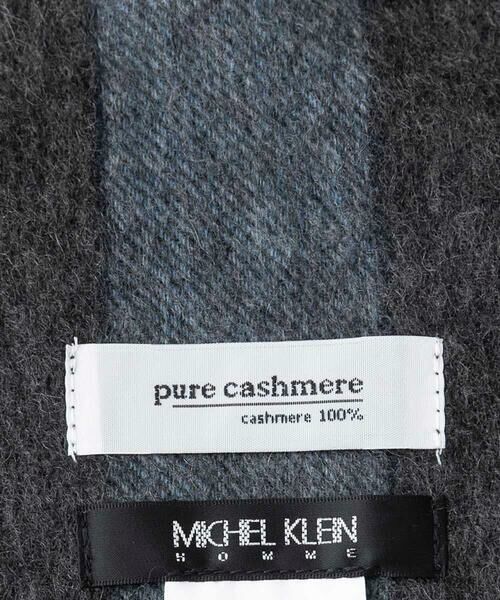 pure cashmere
cashmere 100%
MICHEL KLEIN
HOMME